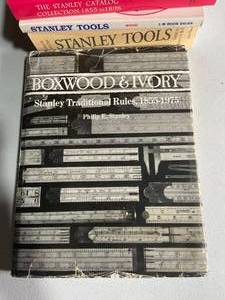 THE STANLEY CATALOG
COLLECTION 1855 to 1898
STANLEY TOOLS
STANLEY TOOLS
BOXWOOD & IVORY
Stanley Traditional Rules, 1855-1975
Philip E. Stanley